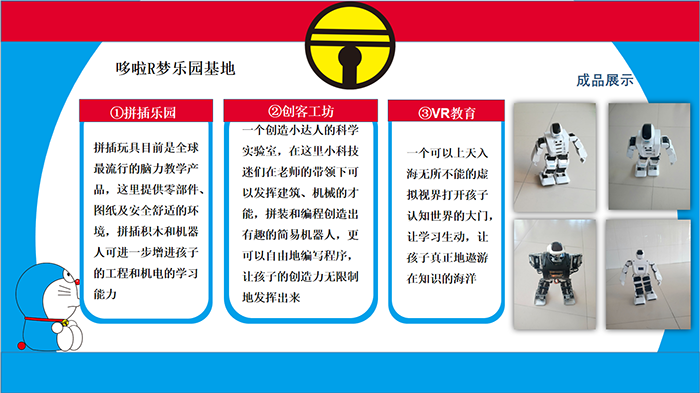 哆啦R梦乐园基地
成品展示
①拼插乐园
拼插玩具目前是全球
最流行的脑力教学产
品，这里提供零部件、
图纸及安全舒适的环
境，拼插积木和机器
人可进一步增进孩子
的工程和机电的学习
能力
②创客工坊
一个创造小达人的科学
实验室，在这里小科技
迷们在老师的带领下可
以发挥建筑、机械的才
能，拼装和编程创造出
有趣的简易机器人，更
可以自由地编写程序，
让孩子的创造力无限制
地发挥出来
③VR教育
一个可以上天入
海无所不能的虚
拟视界打开孩子
认知世界的大门，
让学习生动，让
孩子真正地遨游
在知识的海洋